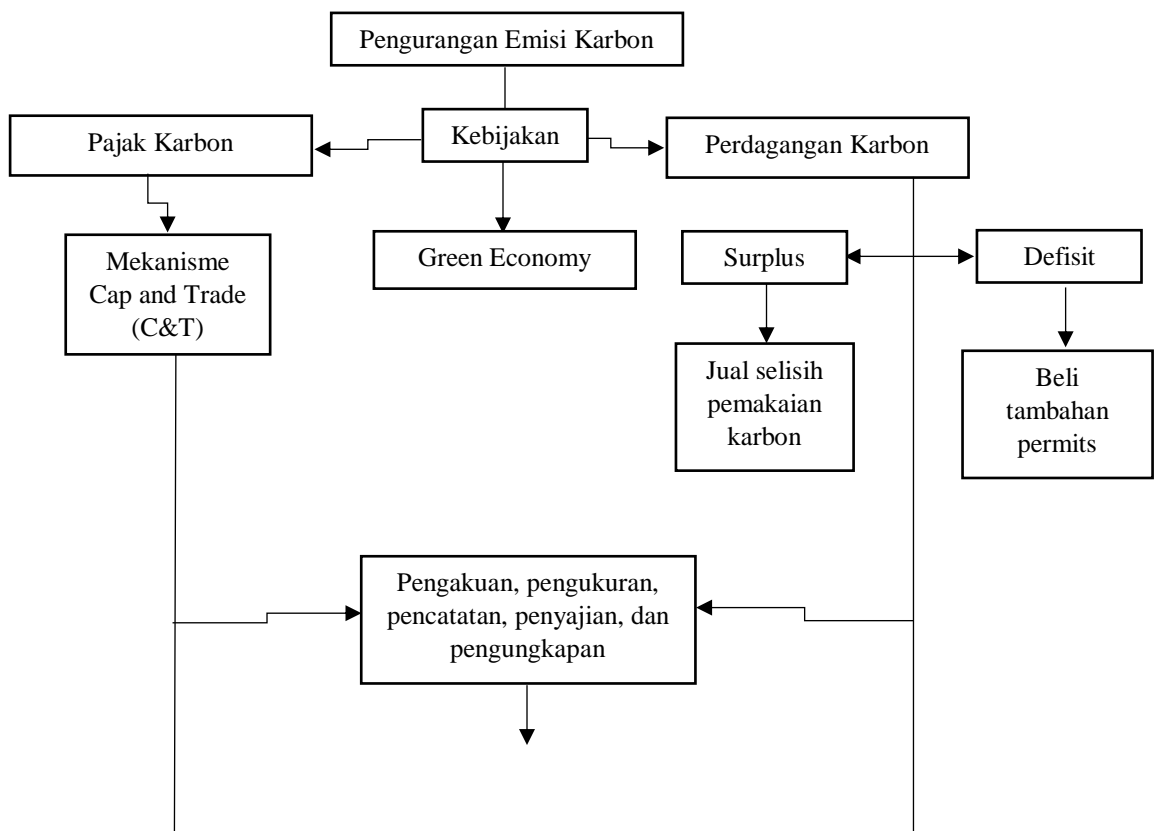 Pengurangan Emisi Karbon
Pajak Karbon
Kebijakan
Perdagangan Karbon
Mekanisme
Cap and Trade
(C&T)
Green Economy
Surplus
Defisit
Jual selisih
pemakaian
karbon
Beli
tambahan
permits
Pengakuan, pengukuran,
pencatatan, penyajian, dan
pengungkapan